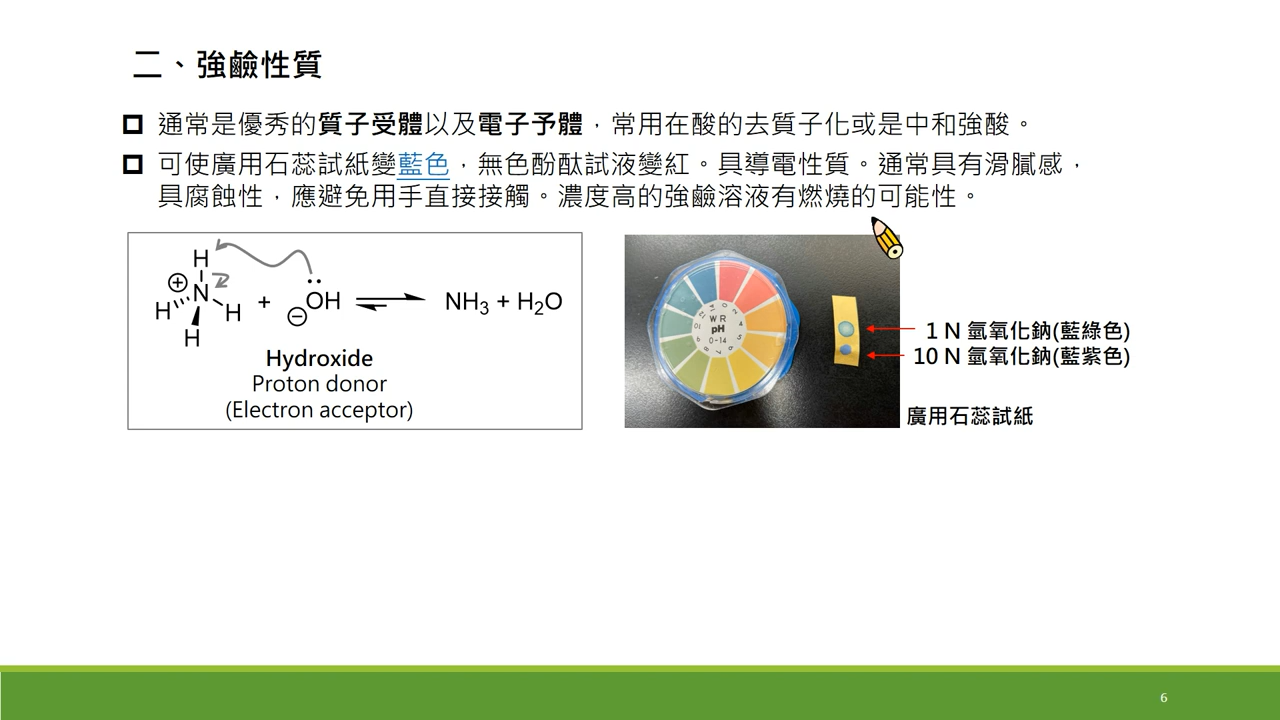 二、強鹼性質
通常是優秀的質子受體以及電子予體，常用在酸的去質子化或是中和強酸。
可使廣用石蕊試紙變藍色，無色酚酞試液變紅。具導電性質。通常具有滑膩感，
具腐蝕性，應避免用手直接接觸。濃度高的強鹼溶液有燃燒的可能性。
H
⊕
N
H
H
H
+
⊖
OH
NH3 + H2O
Hydroxide
Proton donor
(Electron acceptor)
WR
pH
0-14
1 N 氫氧化鈉(藍綠色)
10 N 氫氧化鈉(藍紫色)
廣用石蕊試紙
6